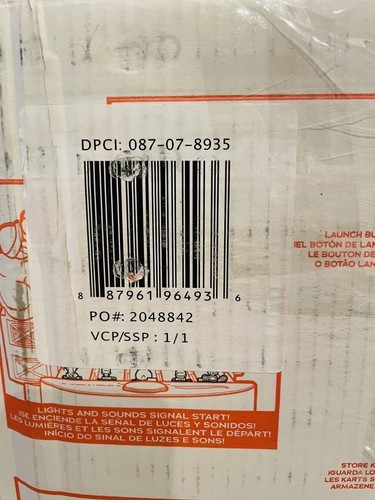 DPCI: 087-07-8935
8 87961 96493 6
PO#: 2048842
VCP/SSP : 1/1
LAUNCH BU
¡EL BOTÓN DE LAN
LE BOUTON DE
O BOTÃO LAN
LIGHTS AND SOUNDS SIGNAL START!
¡SE ENCIENDE LA SEÑAL DE LUCES Y SONIDOS!
LES LUMIÈRES ET LES SONS SIGNALENT LE DÉPART!
INÍCIO DO SINAL DE LUZES E SONS!
STORE K
IGUARDA LO
LES KARTS S
ARMAZENE